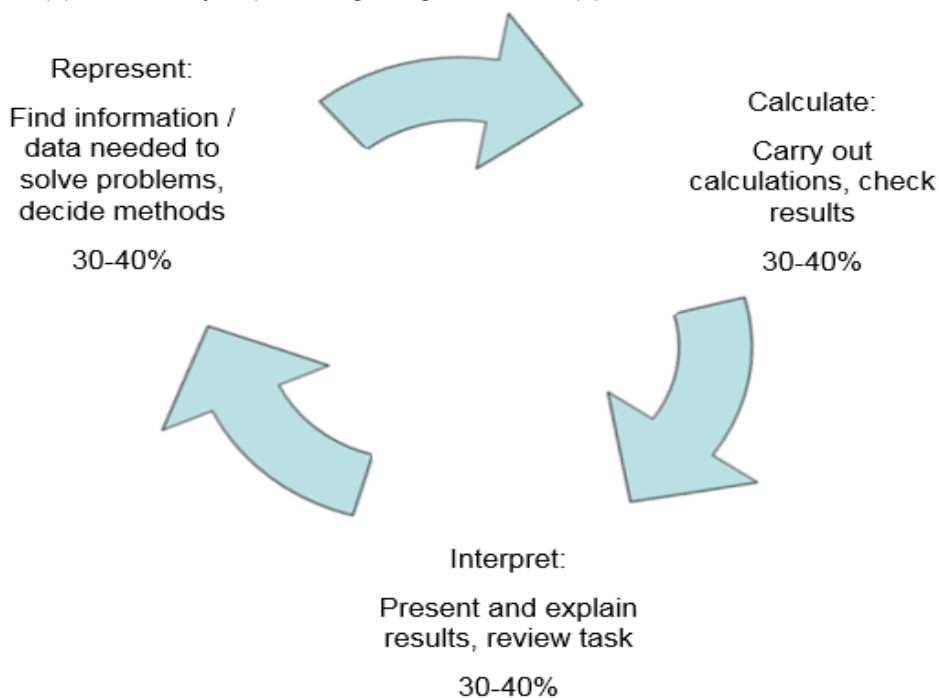 Represent:
Find information /
data needed to
solve problems,
decide methods
30-40%
Calculate:
Carry out
calculations, check
results
30-40%
Interpret:
Present and explain
results, review task
30-40%